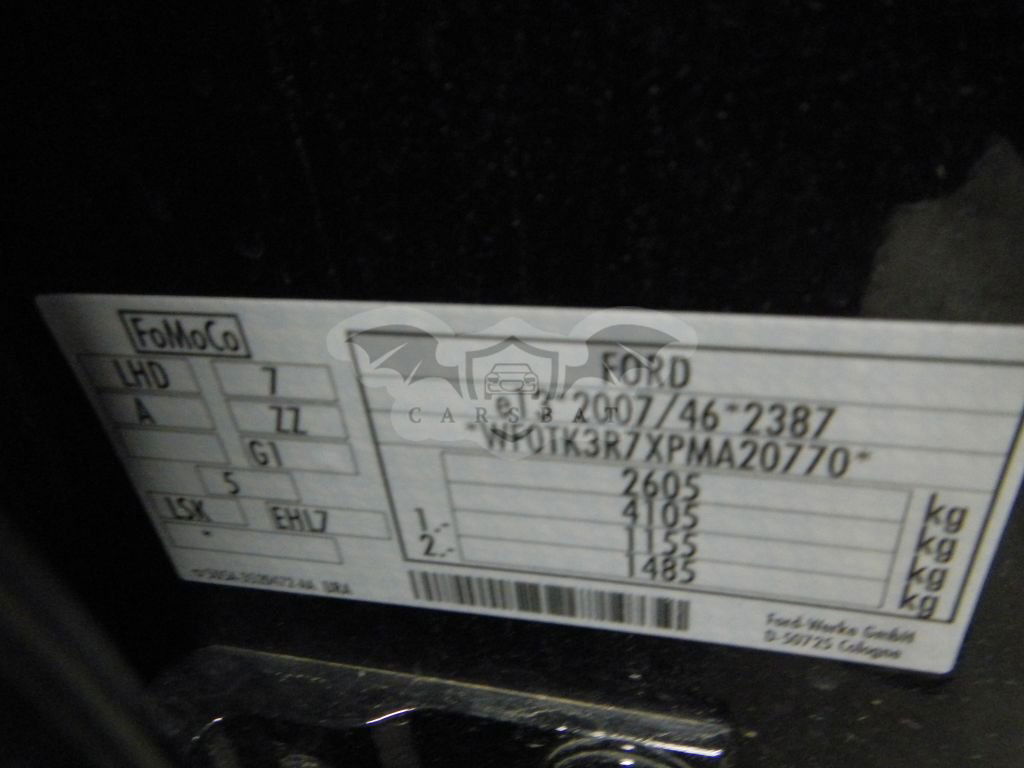 FoMoCo
LHD 7
A ZZ
G1
5
LSK EHL7
-
FORD
e13*2007/46*2387
*WF0TK3R7XPMA20770*
2605 kg
4105 kg
1.- 1155 kg
2.- 1485 kg
Ford-Werke GmbH
D-50725 Cologne
CARSBAT